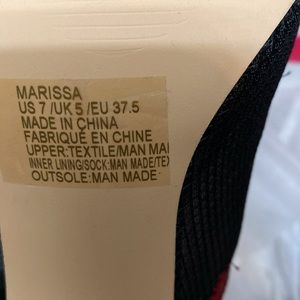 MARISSA
US 7 /UK 5 /EU 37.5
MADE IN CHINA
FABRIQUÉ EN CHINE
UPPER:TEXTILE/MAN MA
INNER LINING/SOCK:MAN MADE/TEX
OUTSOLE:MAN MADE